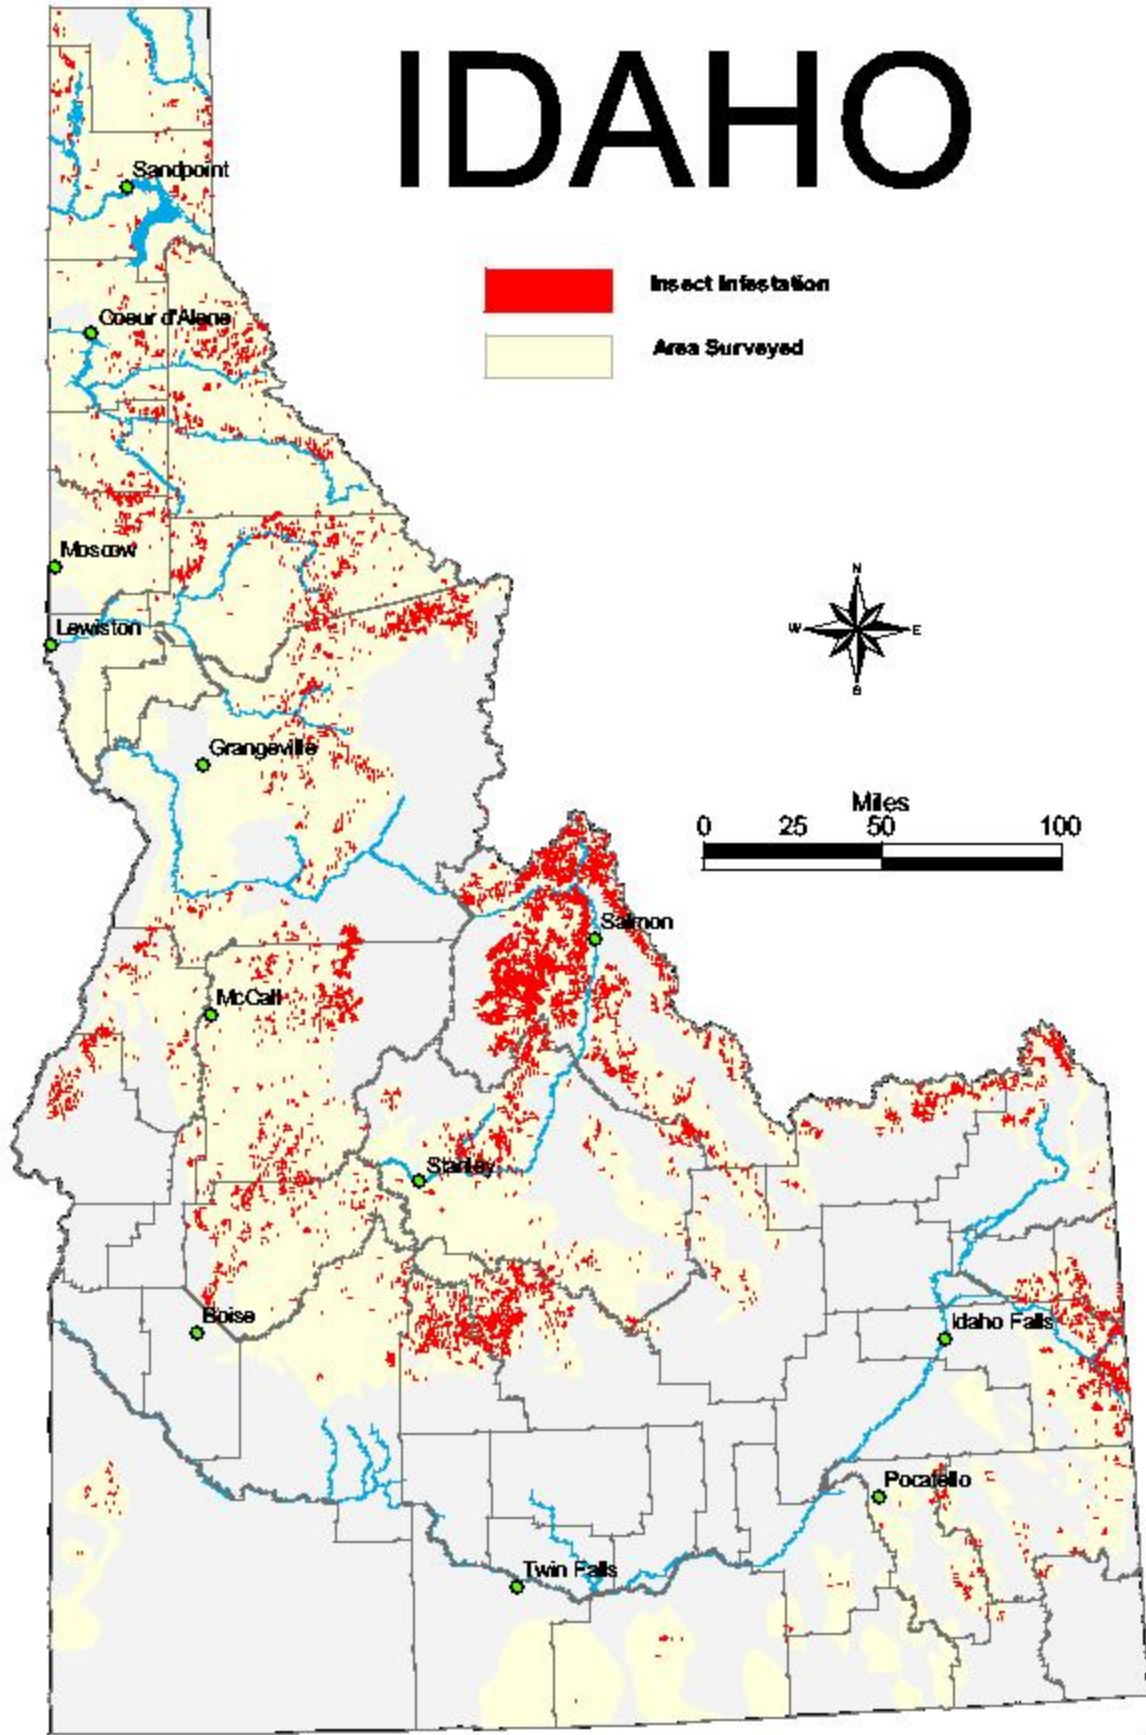 IDAHO
Sandpoint
Insect Infestation
Coeur d'Alene
Area Surveyed
Moscow
N
W
E
S
Lewiston
Grangeville
Miles
0 25 50 100
Salmon
McCall
Stanley
Boise
Idaho Falls
Pocatello
Twin Falls